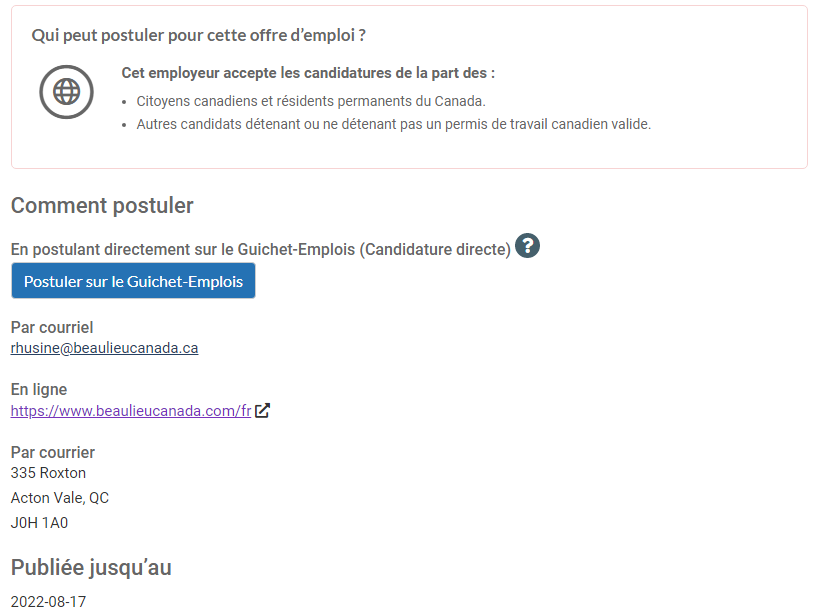 Qui peut postuler pour cette offre d’emploi ?
Cet employeur accepte les candidatures de la part des :
• Citoyens canadiens et résidents permanents du Canada.
• Autres candidats détenant ou ne détenant pas un permis de travail canadien valide.
Comment postuler
En postulant directement sur le Guichet-Emplois (Candidature directe) ?
Postuler sur le Guichet-Emplois
Par courriel
rhusine@beaulieucanada.ca
En ligne
https://www.beaulieucanada.com/fr
Par courrier
335 Roxton
Acton Vale, QC
J0H 1A0
Publiée jusqu’au
2022-08-17